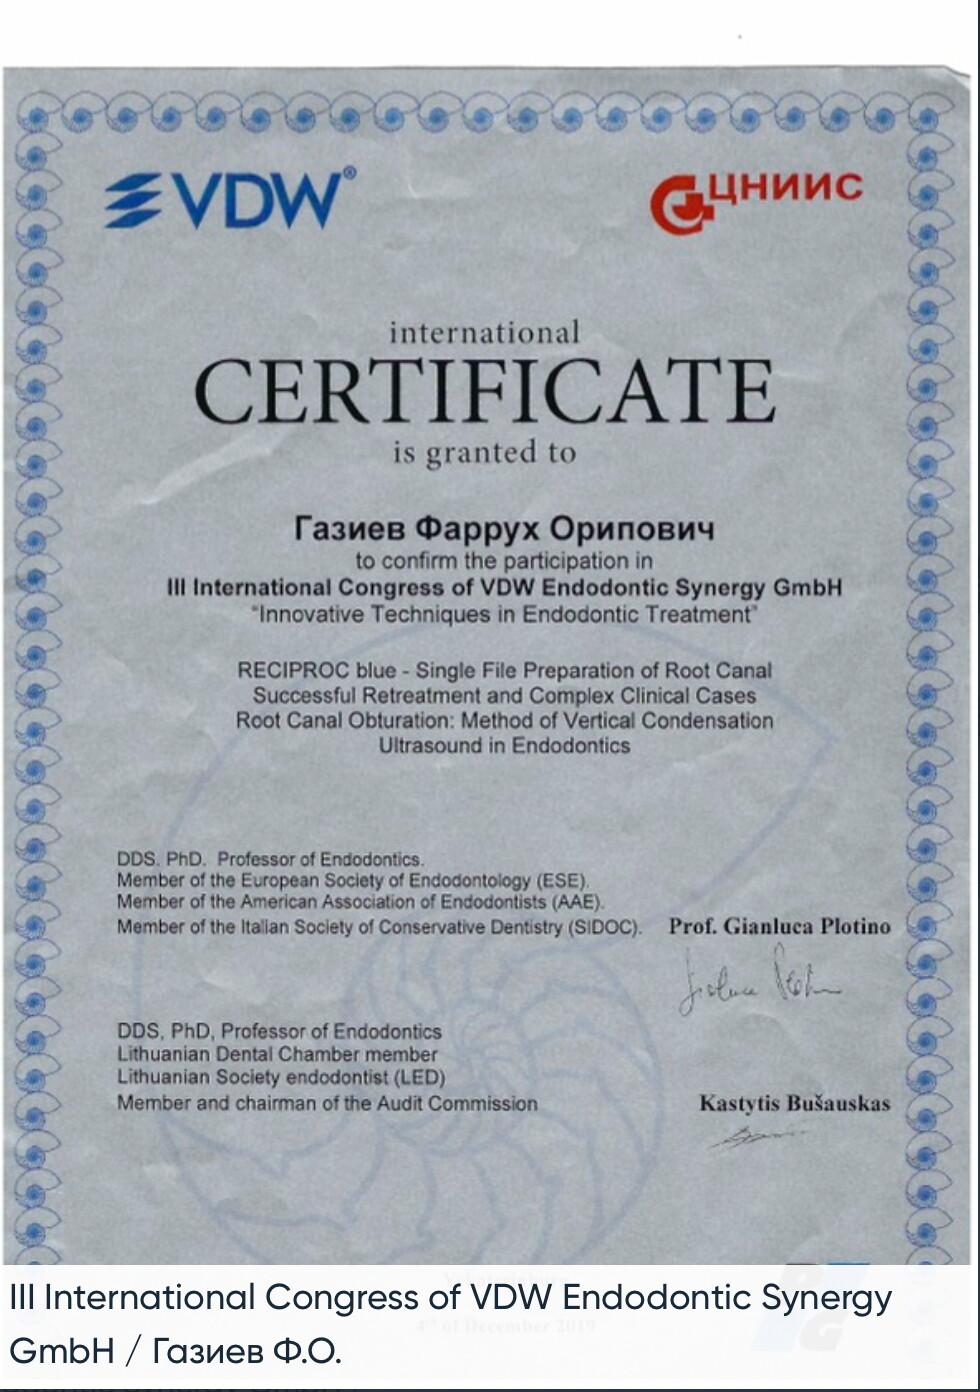 VDW®
ЦНИИС
international
CERTIFICATE
is granted to
Газиев Фаррух Орипович
to confirm the participation in
III International Congress of VDW Endodontic Synergy GmbH
"Innovative Techniques in Endodontic Treatment"
RECIPROC blue - Single File Preparation of Root Canal
Successful Retreatment and Complex Clinical Cases
Root Canal Obturation: Method of Vertical Condensation
Ultrasound in Endodontics
DDS. PhD. Professor of Endodontics.
Member of the European Society of Endodontology (ESE).
Member of the American Association of Endodontists (AAE).
Member of the Italian Society of Conservative Dentistry (SIDOC). Prof. Gianluca Plotino
DDS, PhD, Professor of Endodontics
Lithuanian Dental Chamber member
Lithuanian Society endodontist (LED)
Member and chairman of the Audit Commission Kastytis Bušauskas
4th of December 2019
III International Congress of VDW Endodontic Synergy
GmbH / Газиев Ф.О.